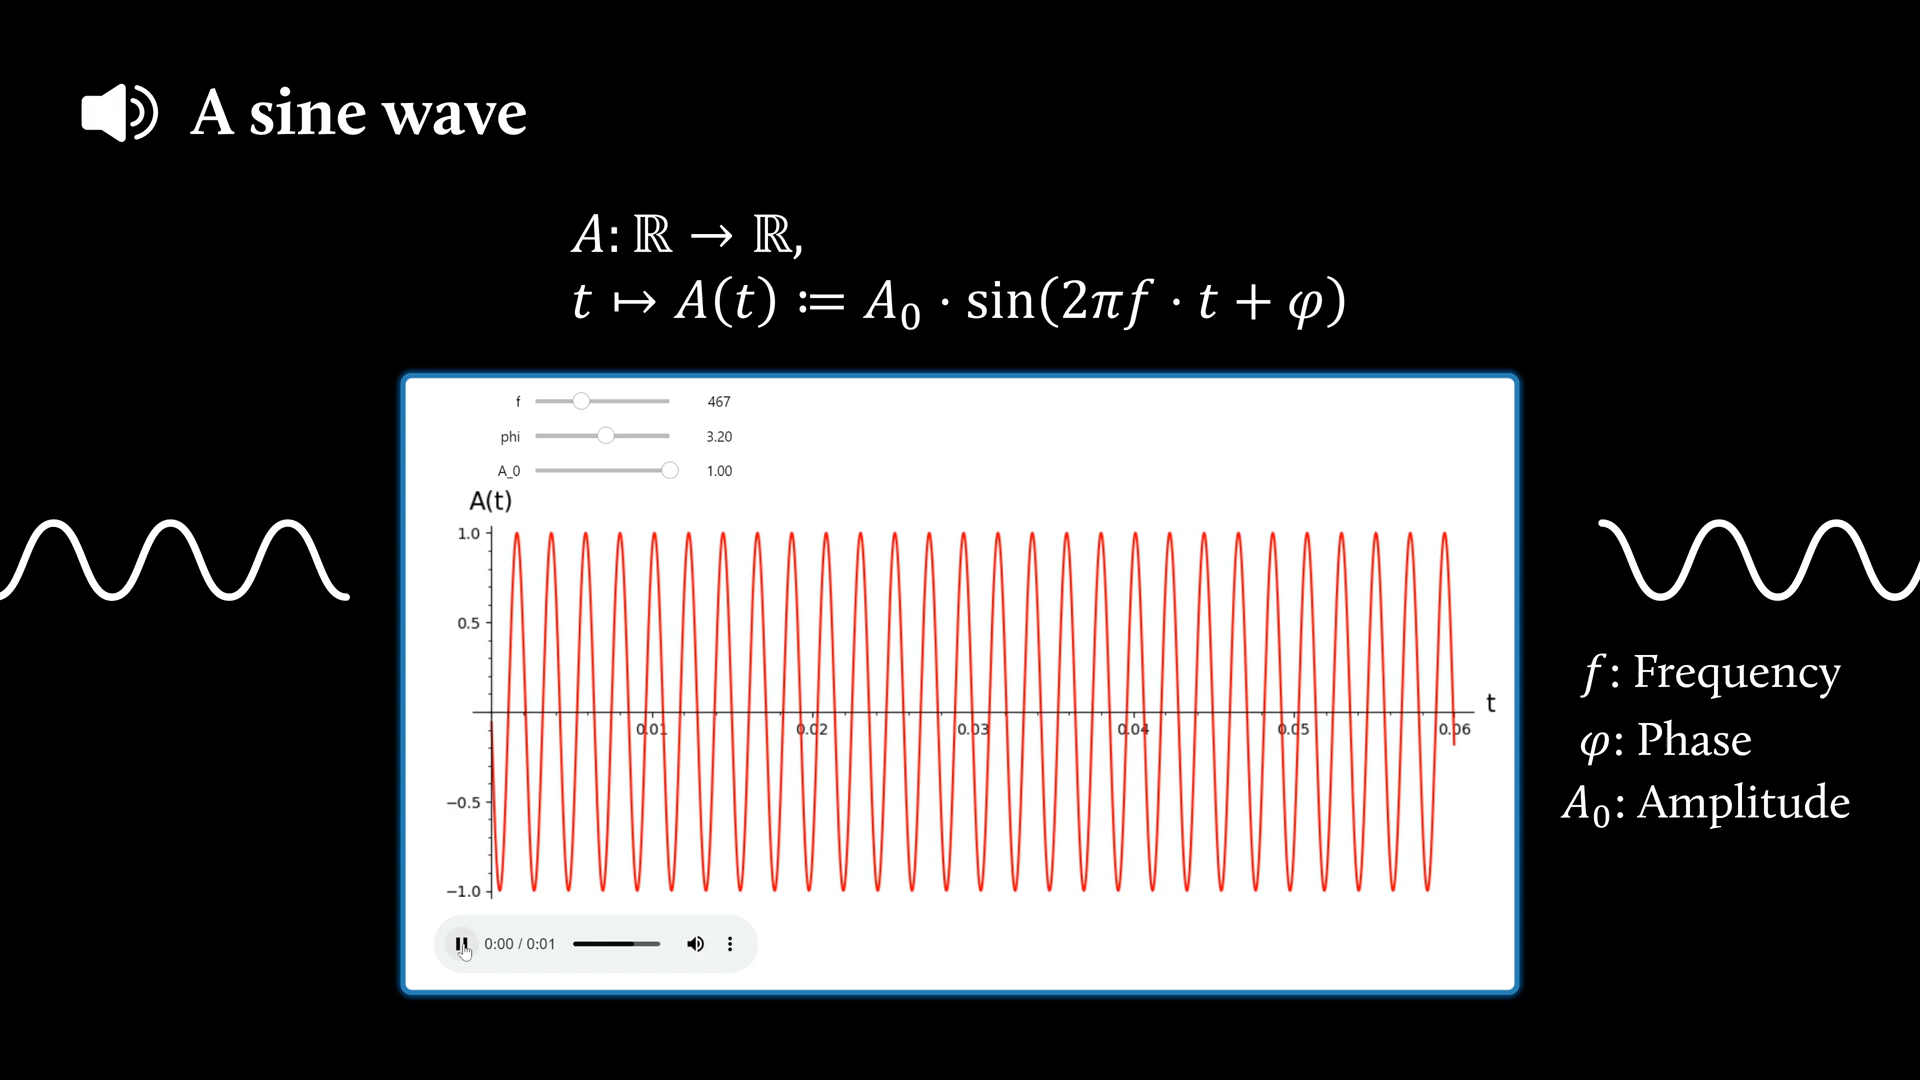 A sine wave
A: ℝ → ℝ,
t ↦ A(t) ≔ A₀ · sin(2πf · t + φ)
f 467
phi 3.20
A_0 1.00
A(t)
1.0
0.5
−0.5
−1.0
0.01 0.02 0.03 0.04 0.05 0.06
t
0:00 / 0:01
f: Frequency
φ: Phase
A₀: Amplitude